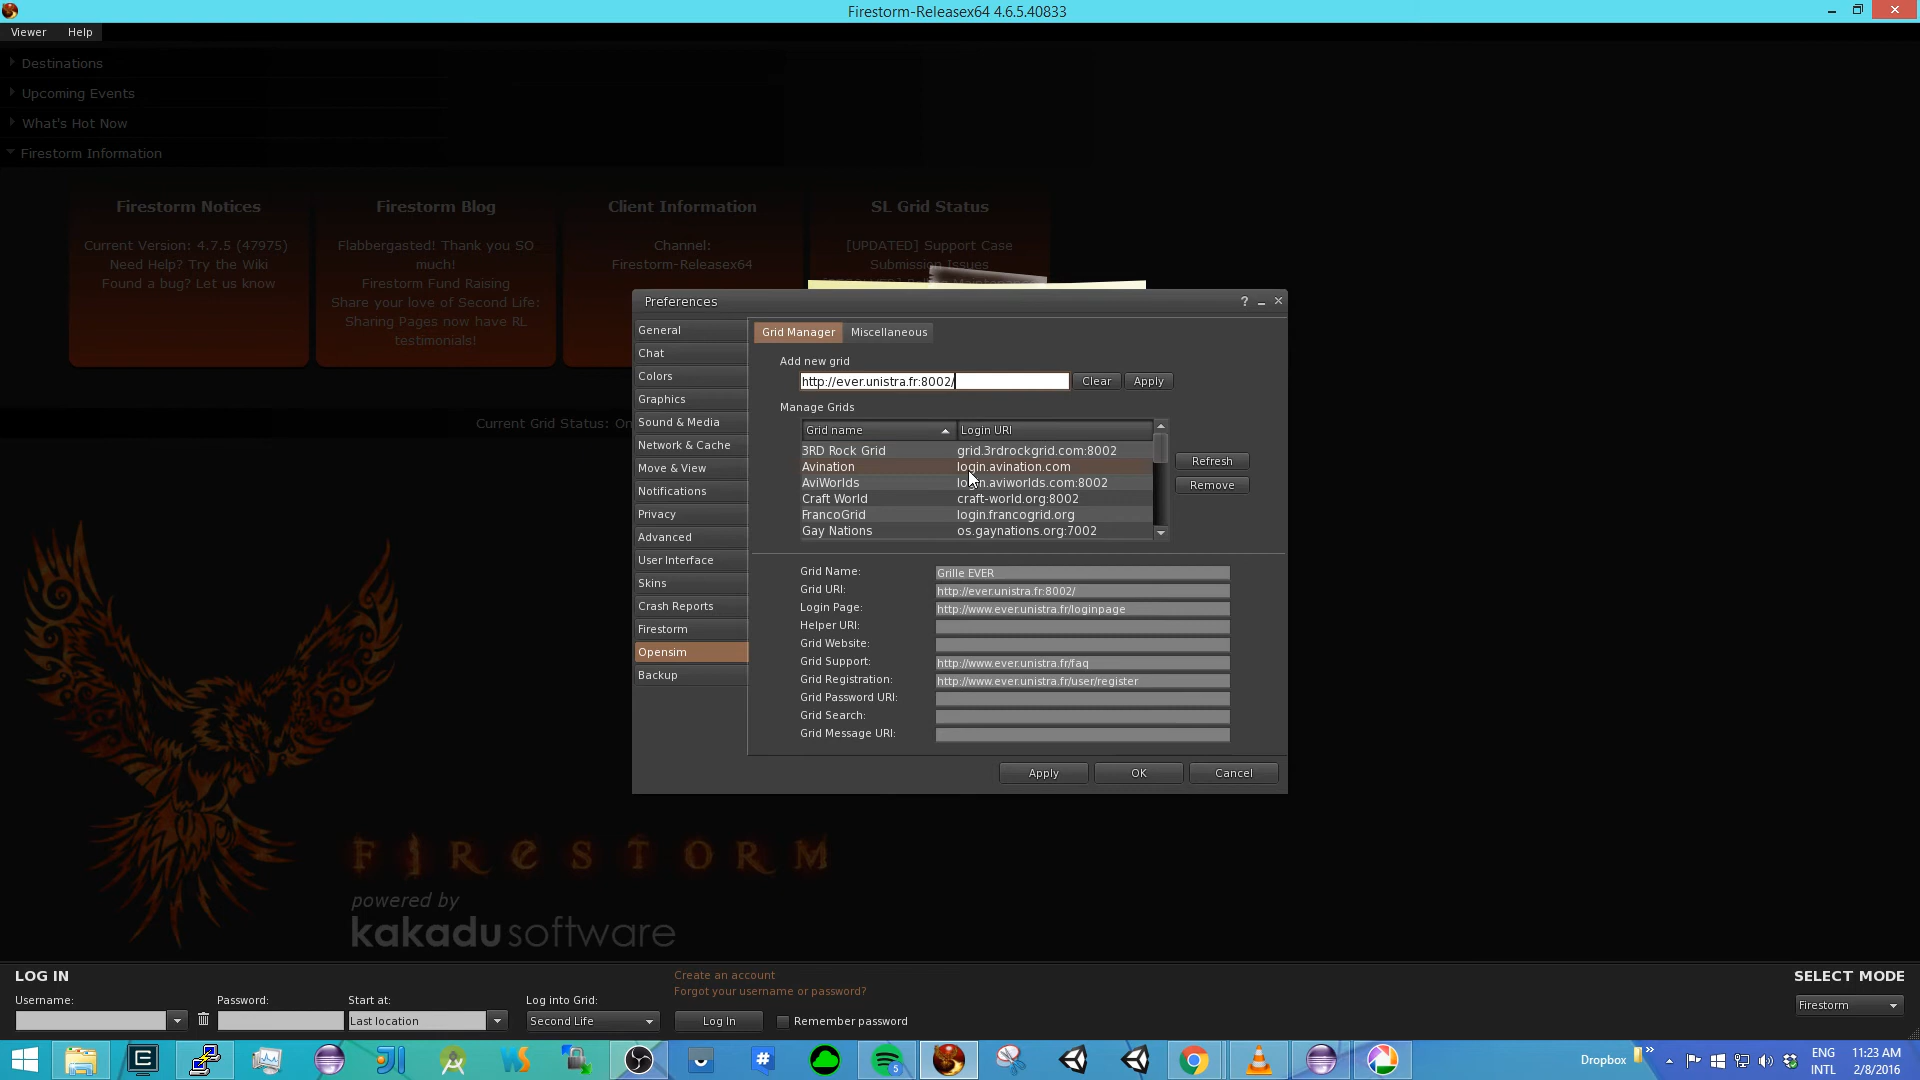 Firestorm-Releasex64 4.6.5.40833
Viewer Help
Destinations
Upcoming Events
What's Hot Now
Firestorm Information
Firestorm Notices
Current Version: 4.7.5 (47975)
Need Help? Try the Wiki
Found a bug? Let us know
Firestorm Blog
Flabbergasted! Thank you SO
much!
Firestorm Fund Raising
Share your love of Second Life:
Sharing Pages now have RL
testimonials!
Client Information
Channel:
Firestorm-Releasex64
SL Grid Status
[UPDATED] Support Case
Submission Issues
Current Grid Status:
Preferences
General
Chat
Colors
Graphics
Sound & Media
Network & Cache
Move & View
Notifications
Privacy
Advanced
User Interface
Skins
Crash Reports
Firestorm
Opensim
Backup
Grid Manager Miscellaneous
Add new grid
http://ever.unistra.fr:8002/ Clear Apply
Manage Grids
Grid name Login URI
3RD Rock Grid grid.3rdrockgrid.com:8002
Avination login.avination.com
AviWorlds login.aviworlds.com:8002
Craft World craft-world.org:8002
FrancoGrid login.francogrid.org
Gay Nations os.gaynations.org:7002
Refresh
Remove
Grid Name: Grille EVER
Grid URI: http://ever.unistra.fr:8002/
Login Page: http://www.ever.unistra.fr/loginpage
Helper URI:
Grid Website:
Grid Support: http://www.ever.unistra.fr/faq
Grid Registration: http://www.ever.unistra.fr/user/register
Grid Password URI:
Grid Search:
Grid Message URI:
Apply OK Cancel
FIRESTORM
powered by
kakadu software
LOG IN
Username: Password: Start at: Log into Grid:
Last location Second Life Log In Remember password
Create an account
Forgot your username or password?
SELECT MODE
Firestorm
Dropbox
ENG
INTL
11:23 AM
2/8/2016